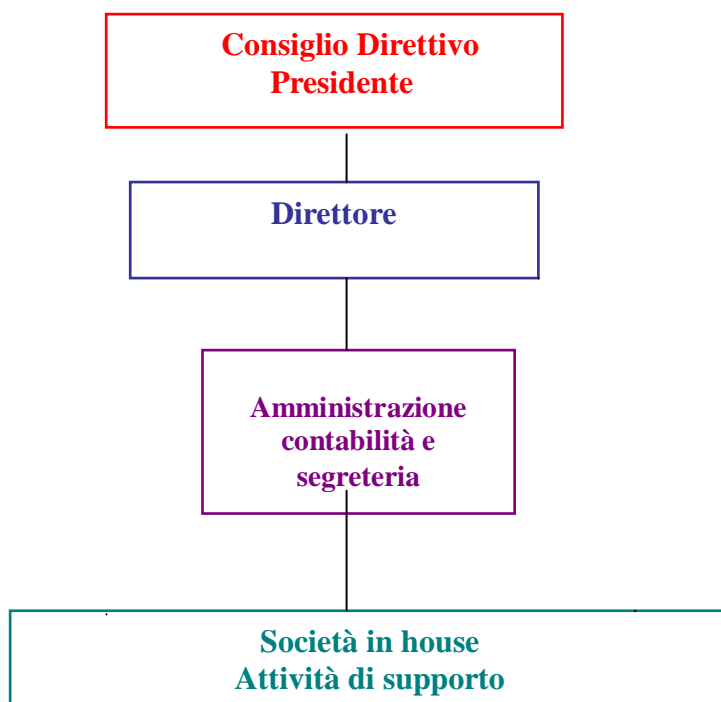 Consiglio Direttivo
Presidente
Direttore
Amministrazione
contabilità e
segreteria
Società in house
Attività di supporto